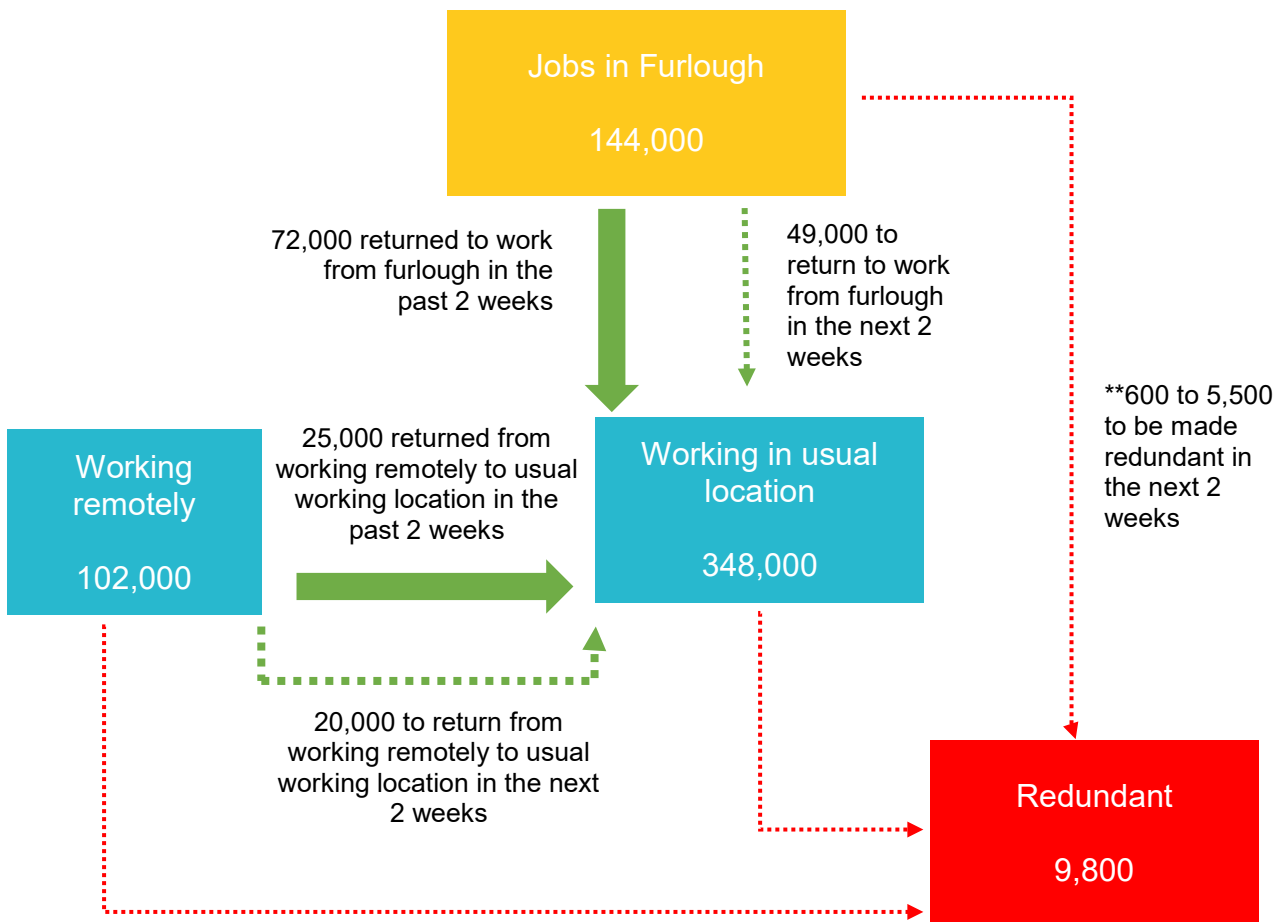 Jobs in Furlough
144,000
72,000 returned to work
from furlough in the
past 2 weeks
49,000 to
return to work
from furlough
in the next 2
weeks
**600 to 5,500
to be made
redundant in
the next 2
weeks
Working
remotely
102,000
25,000 returned from
working remotely to usual
working location in the
past 2 weeks
Working in usual
location
348,000
20,000 to return from
working remotely to usual
working location in the next
2 weeks
Redundant
9,800